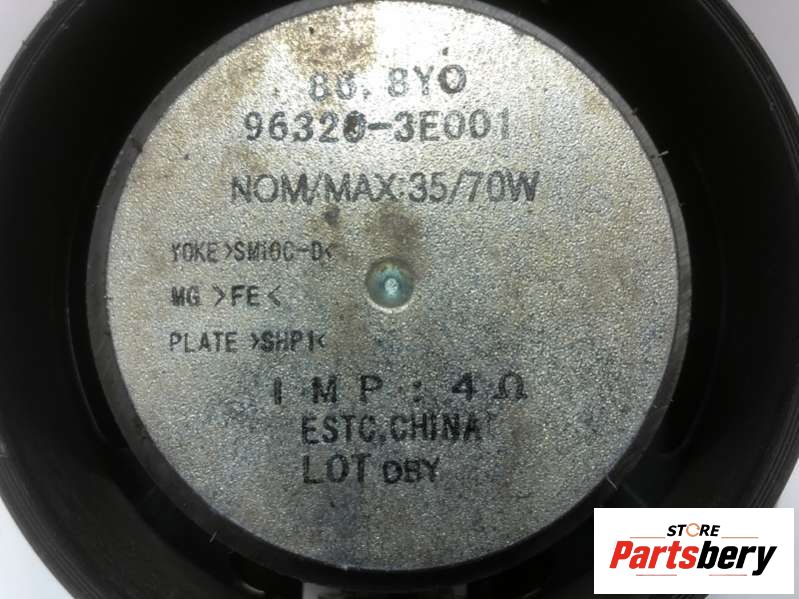 86.8YO
96320-3E001
NOM/MAX:35/70W
YOKE >SM10C-D<
MG >FE<
PLATE >SHP1<
IMP: 4Ω
ESTC,CHINA
LOT DBY
STORE
Partsbery